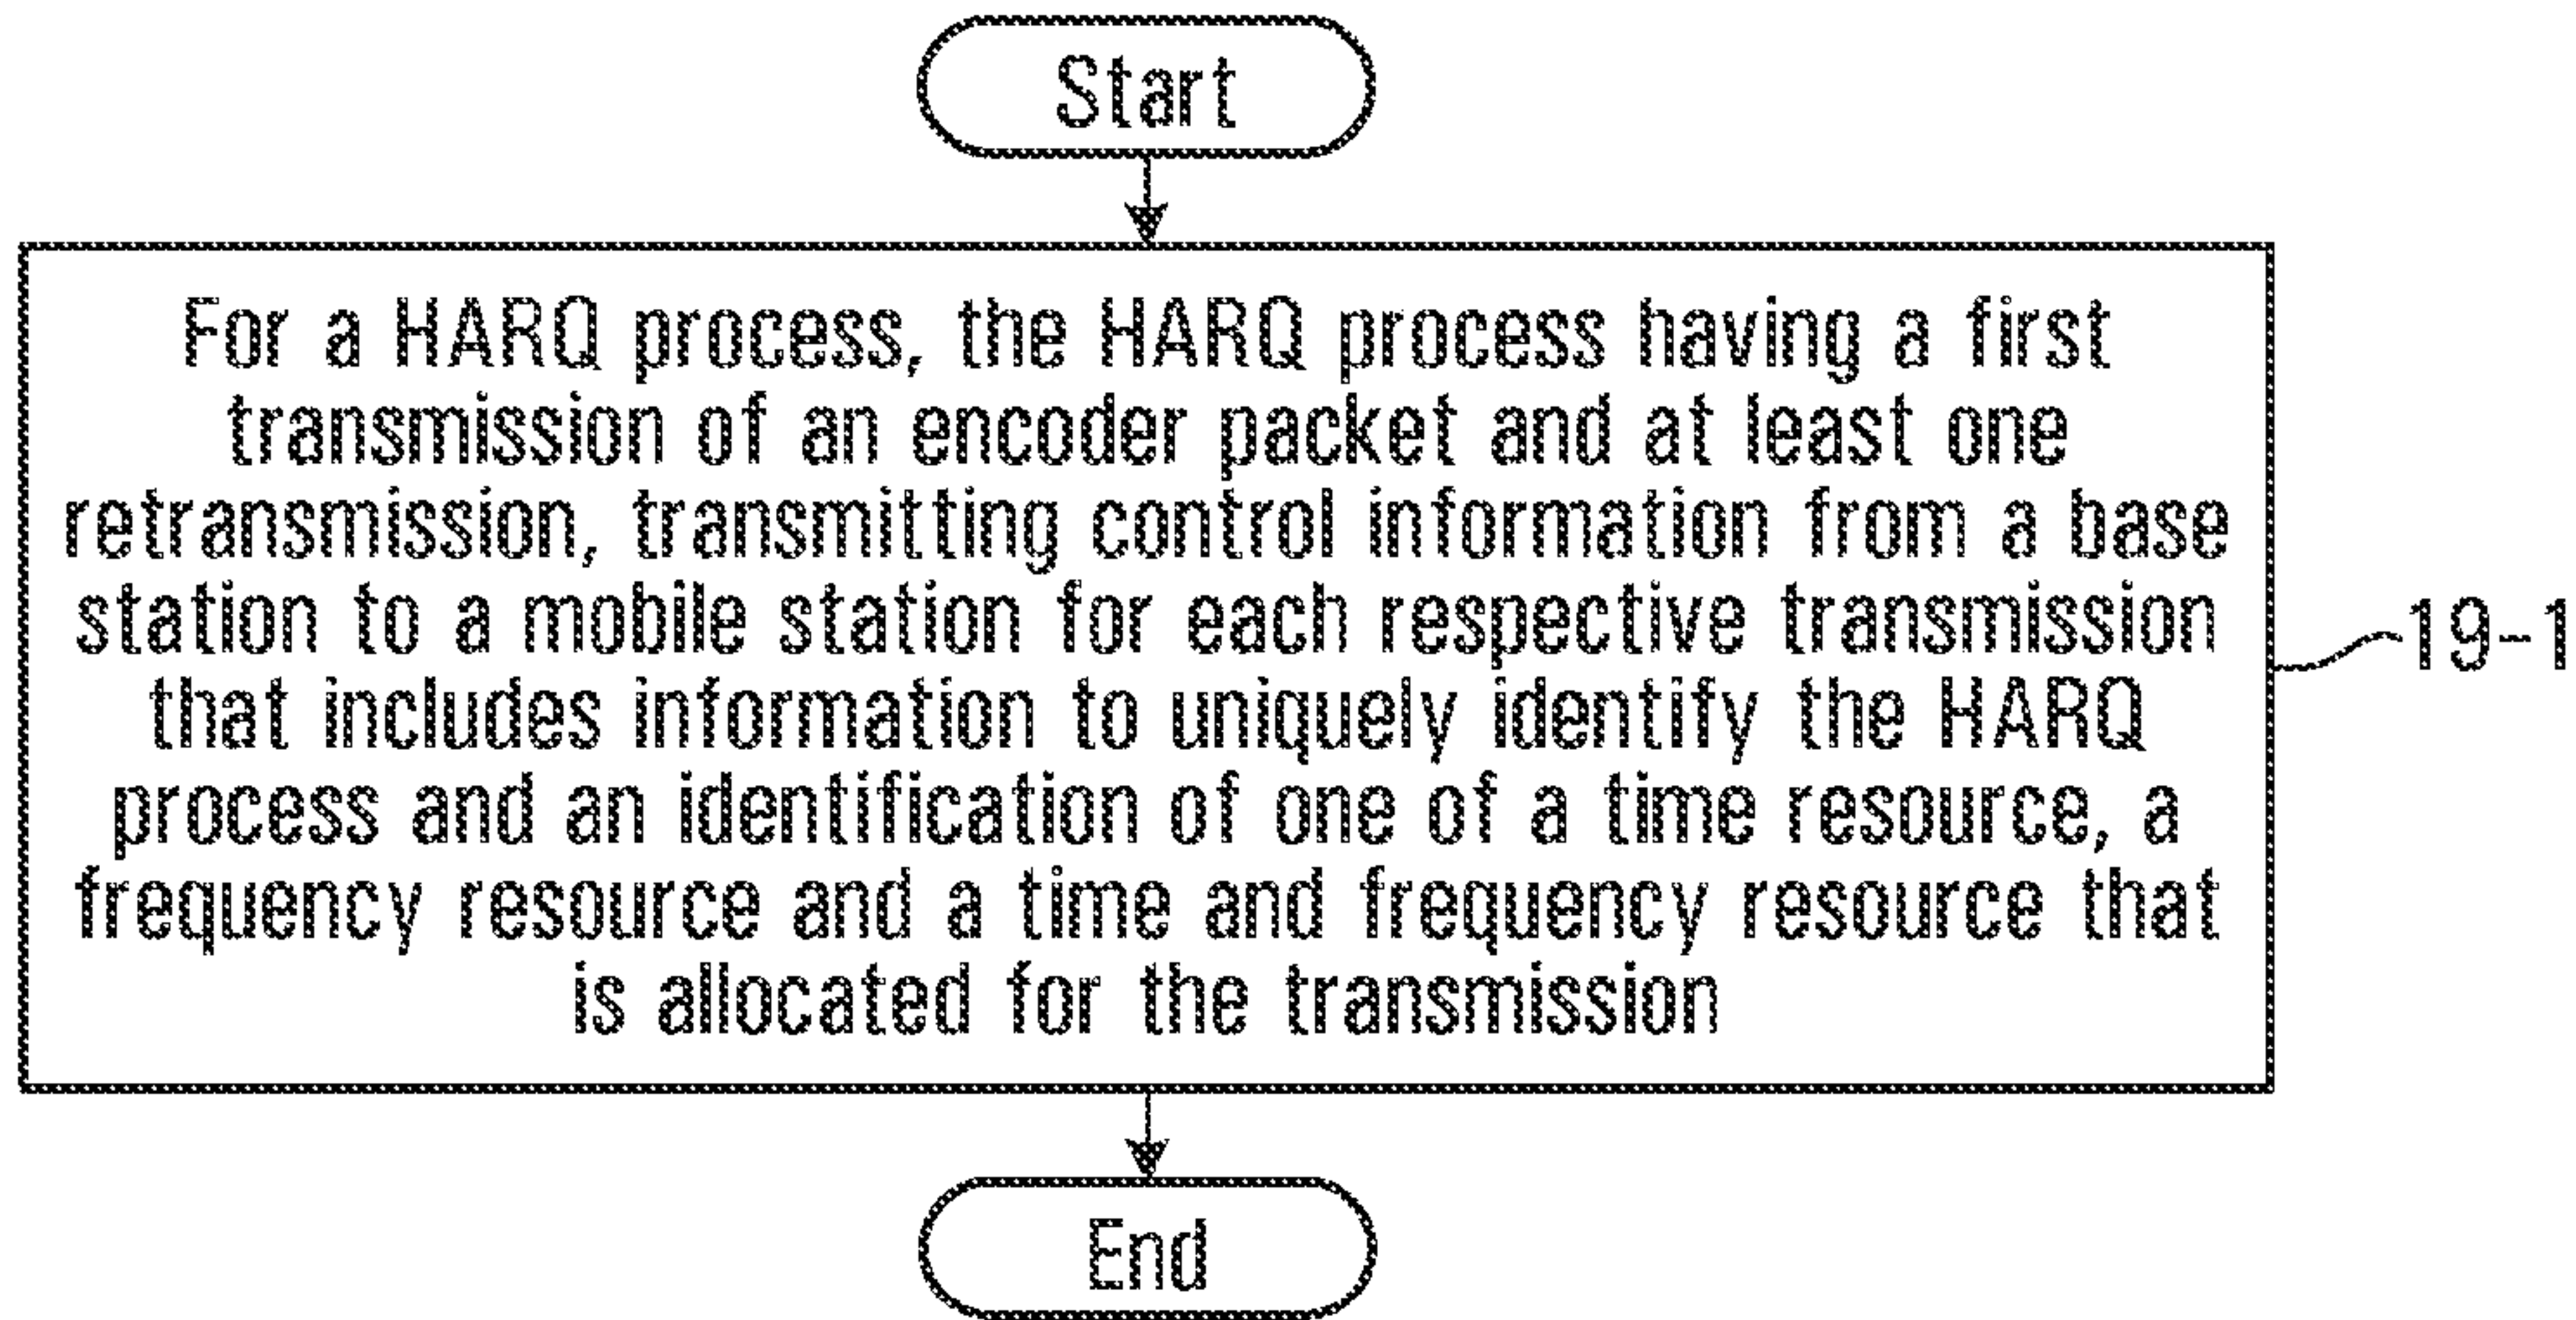 Start
For a HARQ process, the HARQ process having a first
transmission of an encoder packet and at least one
retransmission, transmitting control information from a base
station to a mobile station for each respective transmission
that includes information to uniquely identify the HARQ
process and an identification of one of a time resource, a
frequency resource and a time and frequency resource that
is allocated for the transmission
19-1
End